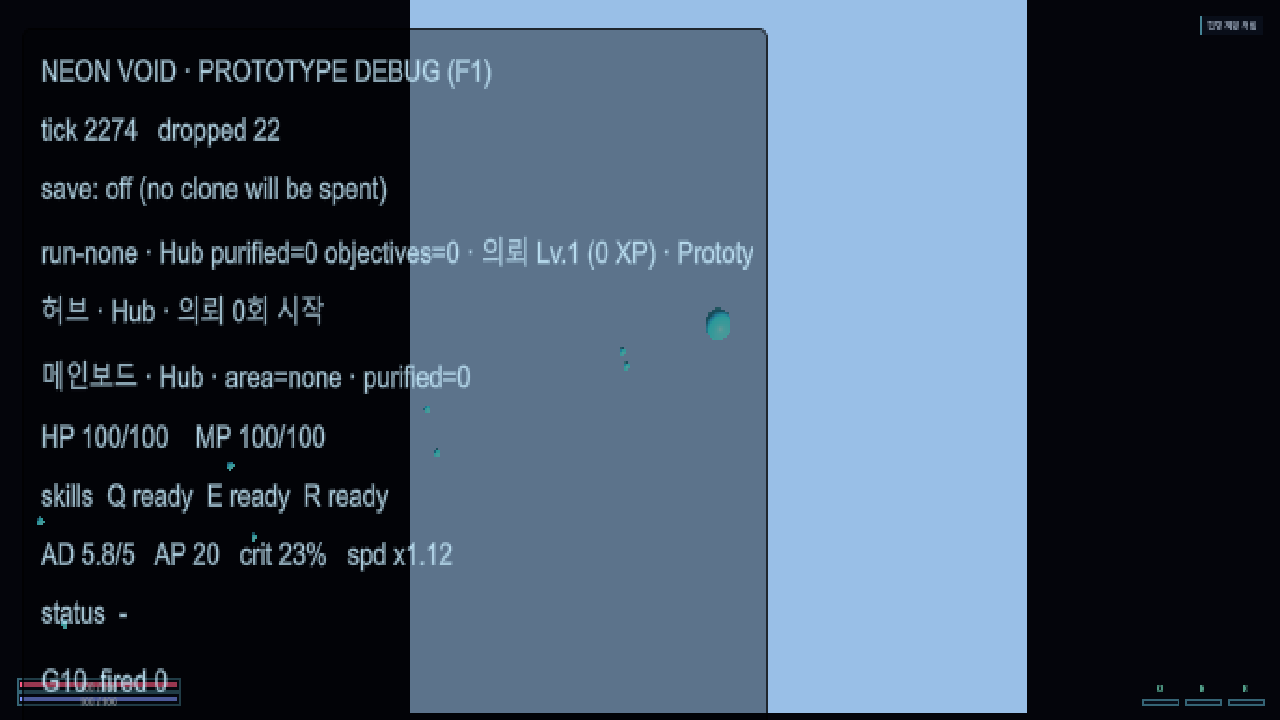 NEON VOID · PROTOTYPE DEBUG (F1)
tick 2274 dropped 22
save: off (no clone will be spent)
run-none · Hub purified=0 objectives=0 · 의뢰 Lv.1 (0 XP) · Prototy
허브 · Hub · 의뢰 0회 시작
메인보드 · Hub · area=none · purified=0
HP 100/100 MP 100/100
skills Q ready E ready R ready
AD 5.8/5 AP 20 crit 23% spd x1.12
status -
G10 fired 0
100 / 100